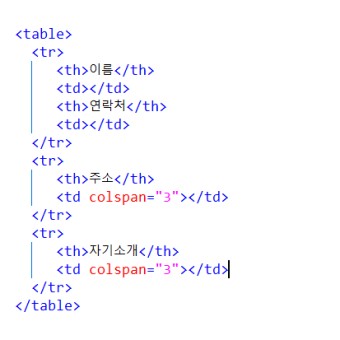 <table>
<tr>
<th>이름</th>
<td></td>
<th>연락처</th>
<td></td>
</tr>
<tr>
<th>주소</th>
<td colspan="3"></td>
</tr>
<tr>
<th>자기소개</th>
<td colspan="3"></td>
</tr>
</table>